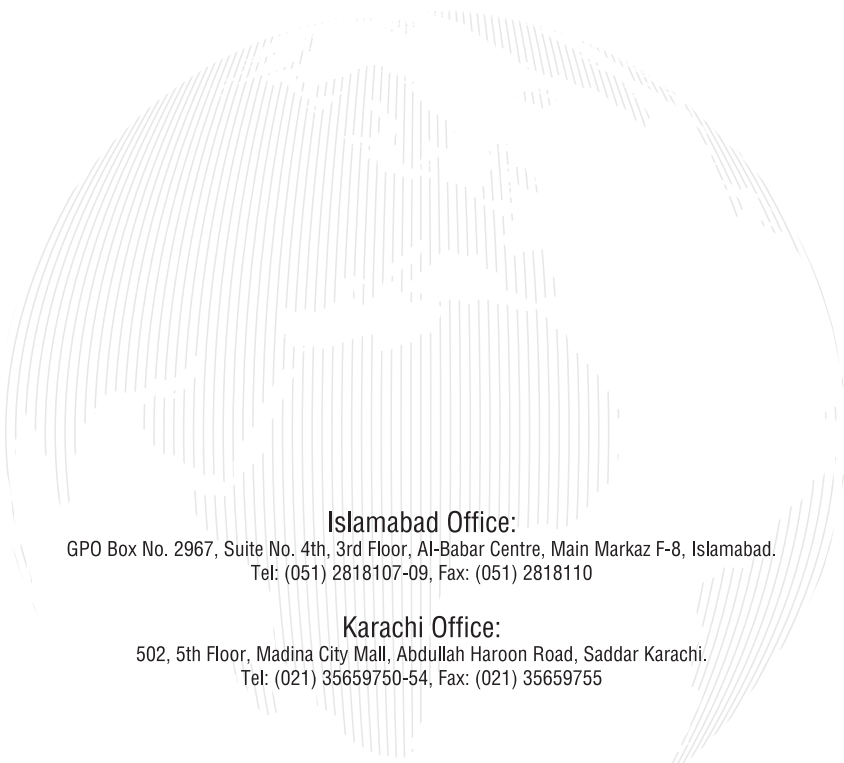 Islamabad Office:
GPO Box No. 2967, Suite No. 4th, 3rd Floor, Al-Babar Centre, Main Markaz F-8, Islamabad.
Tel: (051) 2818107-09, Fax: (051) 2818110
Karachi Office:
502, 5th Floor, Madina City Mall, Abdullah Haroon Road, Saddar Karachi.
Tel: (021) 35659750-54, Fax: (021) 35659755